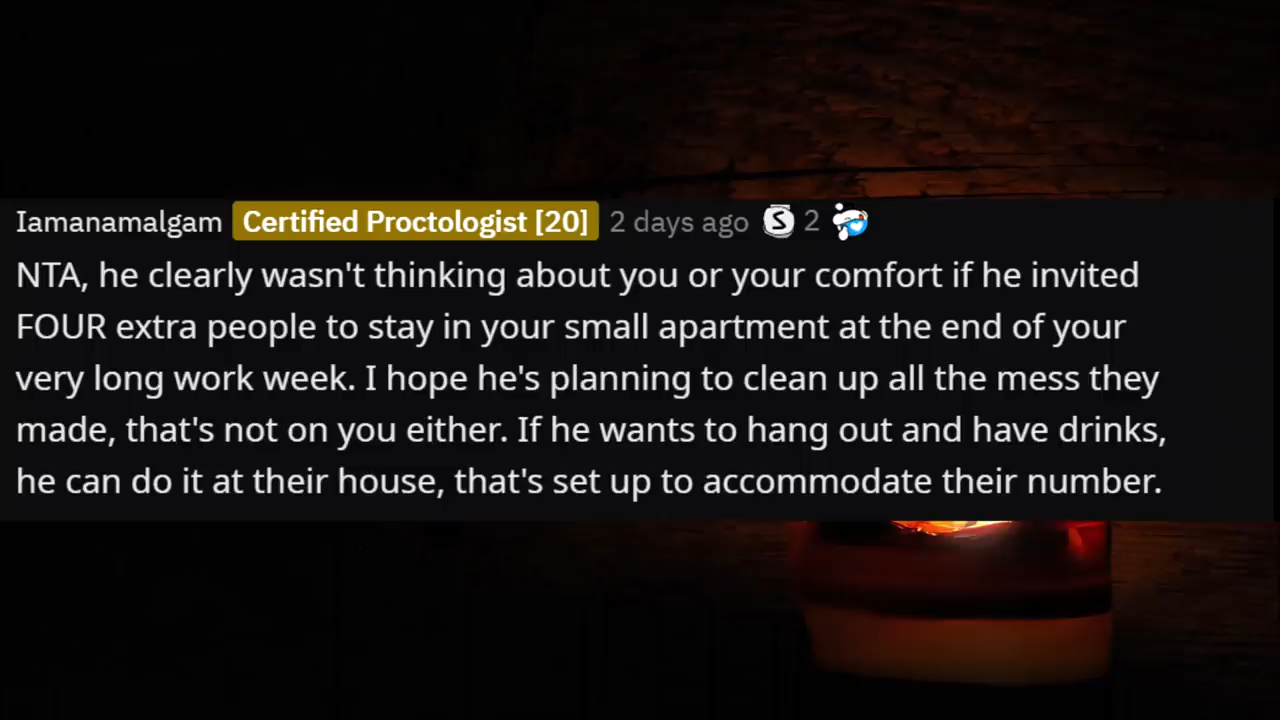 Iamanamalgam Certified Proctologist [20] 2 days ago S 2
NTA, he clearly wasn't thinking about you or your comfort if he invited
FOUR extra people to stay in your small apartment at the end of your
very long work week. I hope he's planning to clean up all the mess they
made, that's not on you either. If he wants to hang out and have drinks,
he can do it at their house, that's set up to accommodate their number.